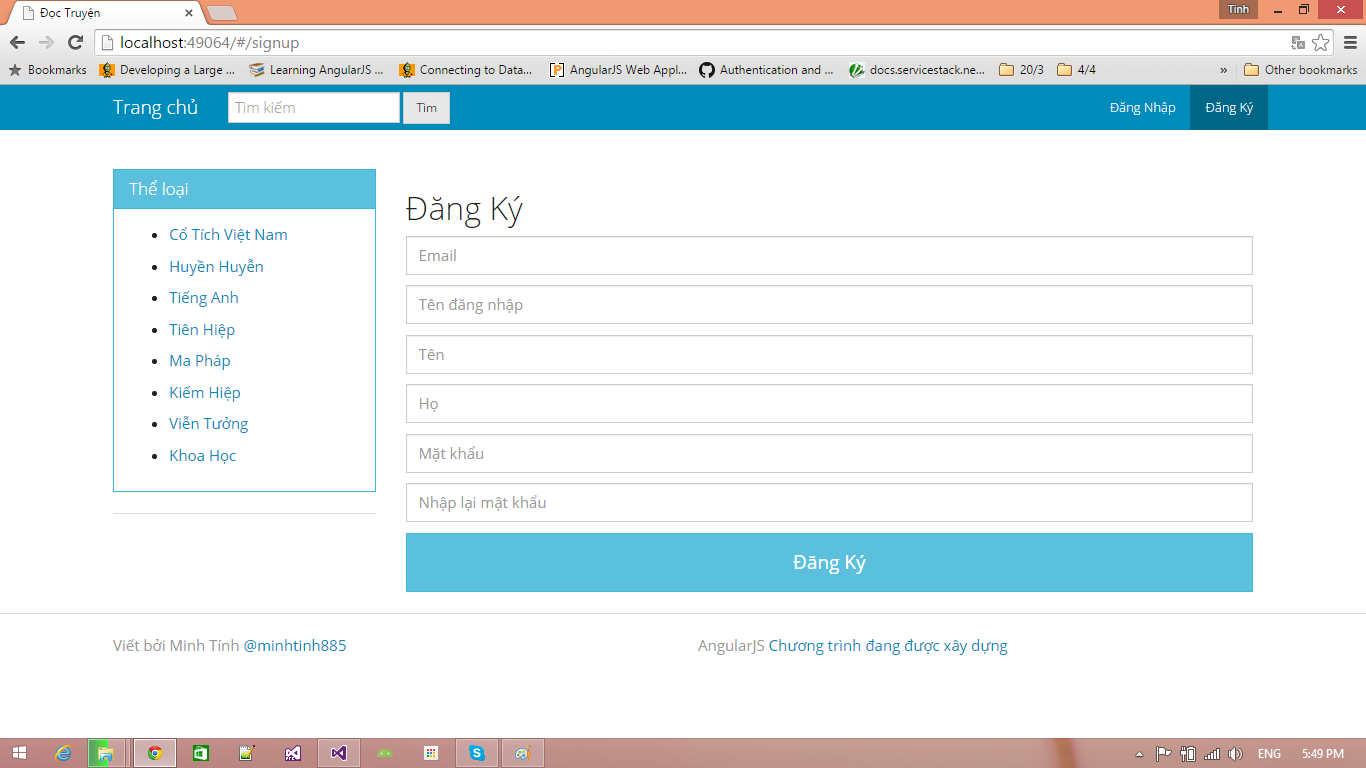 Đọc Truyện
Tinh
localhost:49064/#/signup
Bookmarks Developing a Large ... Learning AngularJS ... Connecting to Data... AngularJS Web Appl... Authentication and ... docs.servicestack.ne... 20/3 4/4 » Other bookmarks
Trang chủ Tìm kiếm Tìm Đăng Nhập Đăng Ký
Thể loại
Cổ Tích Việt Nam
Huyền Huyễn
Tiếng Anh
Tiên Hiệp
Ma Pháp
Kiếm Hiệp
Viễn Tưởng
Khoa Học
Đăng Ký
Email
Tên đăng nhập
Tên
Họ
Mật khẩu
Nhập lại mật khẩu
Đăng Ký
Viết bởi Minh Tính @minhtinh885 AngularJS Chương trình đang được xây dựng
ENG 5:49 PM